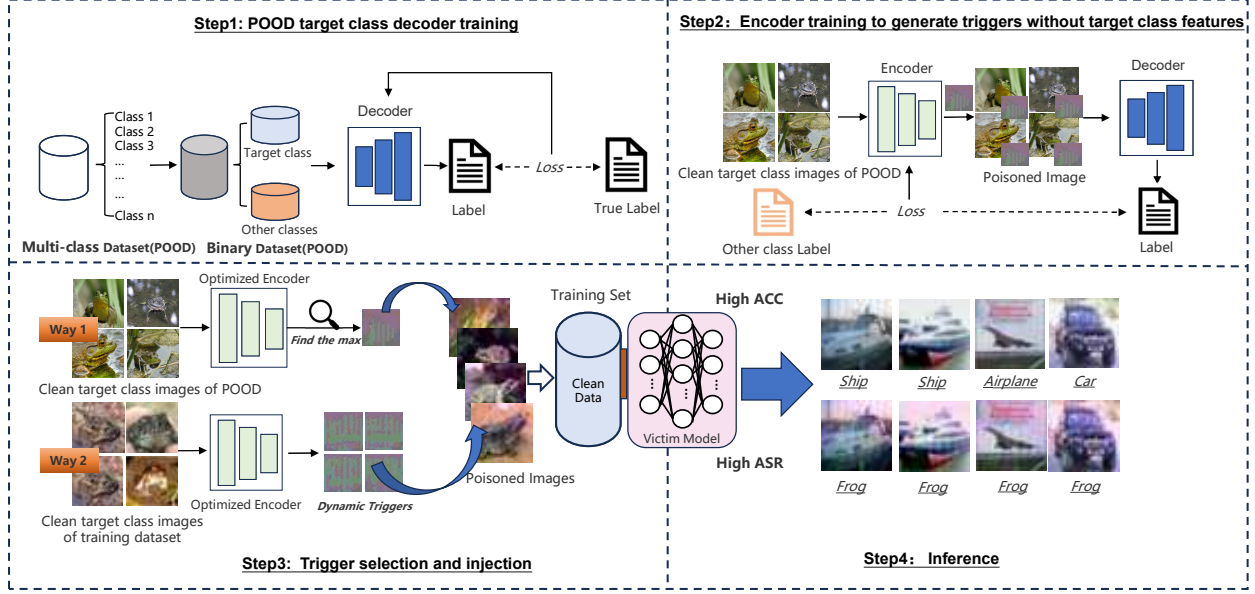 Step1: POOD target class decoder training
Class 1
Class 2
Class 3
...
...
...
Class n
Multi-class Dataset(POOD)
Target class
Other classes
Binary Dataset(POOD)
Decoder
Label
Loss
True Label
Step2: Encoder training to generate triggers without target class features
Encoder
Decoder
Clean target class images of POOD
Poisoned Image
Loss
Other class Label
Label
Optimized Encoder
Way 1
Find the max
Clean target class images of POOD
Way 2
Optimized Encoder
Dynamic Triggers
Clean target class images
of training dataset
Poisoned Images
Training Set
Clean
Data
Victim Model
Step3: Trigger selection and injection
High ACC
High ASR
Ship
Ship
Airplane
Car
Frog
Frog
Frog
Frog
Step4: Inference